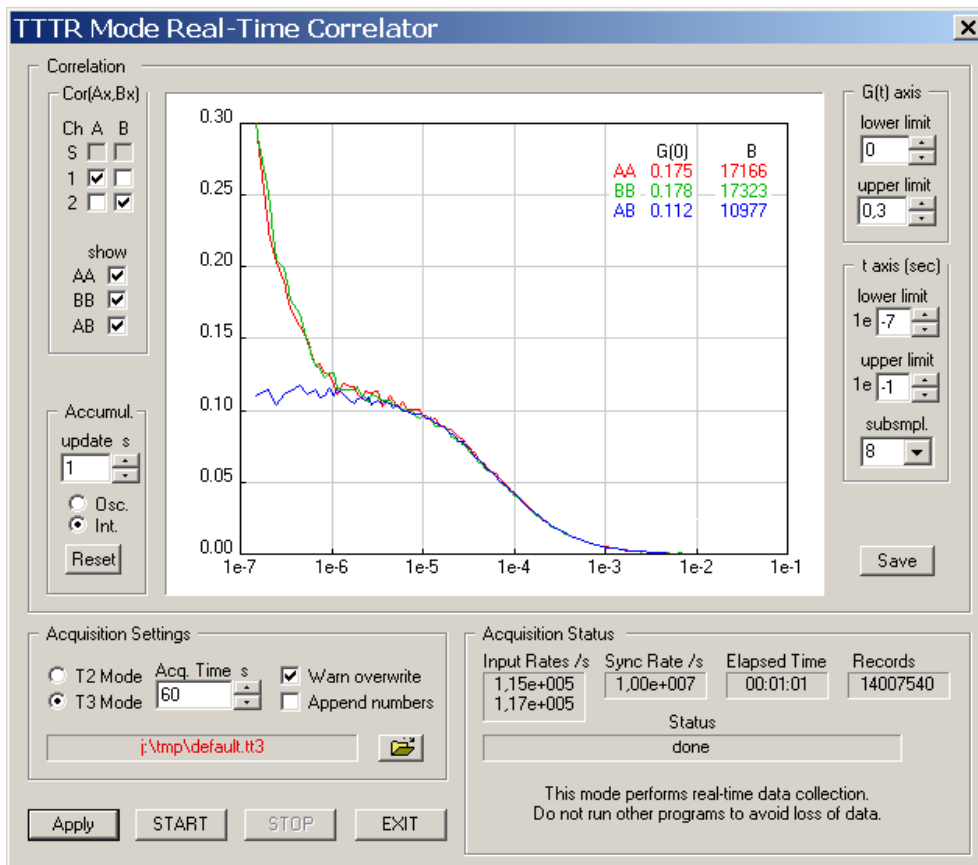 TTTR Mode Real-Time Correlator
Correlation
Cor(Ax,Bx)
Ch A B
S
1
2
show
AA
BB
AB
Accumul.
update s
1
Osc.
Int.
Reset
0.30
0.25
0.20
0.15
0.10
0.05
0.00
1e-7 1e-6 1e-5 1e-4 1e-3 1e-2 1e-1
G(0) B
AA 0.175 17166
BB 0.178 17323
AB 0.112 10977
G(t) axis
lower limit
0
upper limit
0,3
t axis (sec)
lower limit
1e -7
upper limit
1e -1
subsmpl.
8
Save
Acquisition Settings
T2 Mode
T3 Mode
Acq. Time s
60
Warn overwrite
Append numbers
j:\tmp\default.tt3
Apply START STOP EXIT
Acquisition Status
Input Rates /s Sync Rate /s Elapsed Time Records
1,15e+005 1,00e+007 00:01:01 14007540
1,17e+005
Status
done
This mode performs real-time data collection.
Do not run other programs to avoid loss of data.